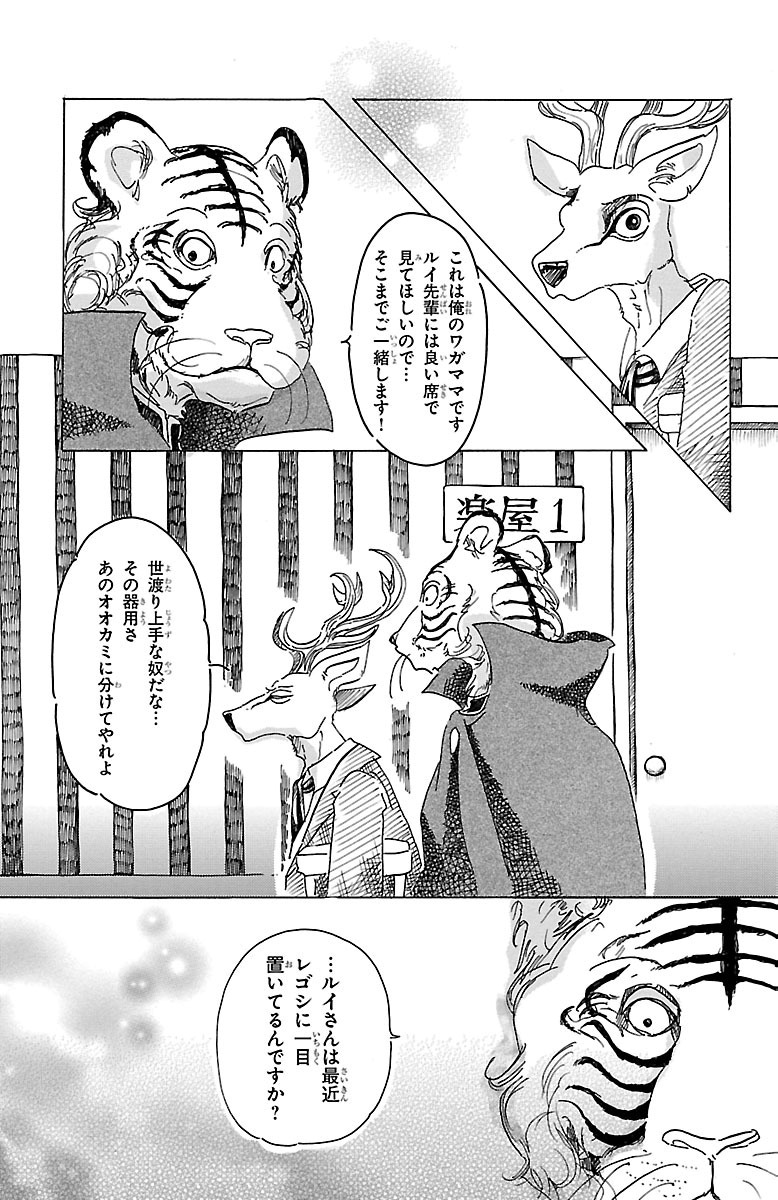 これは俺のワガママです
ルイ先輩には良い席で
見てほしいので…
そこまでご一緒します!
楽屋1
世渡り上手な奴だな…
その器用さ
あのオオカミに分けてやれよ
…ルイさんは最近
レゴシに一目
置いてるんですか?